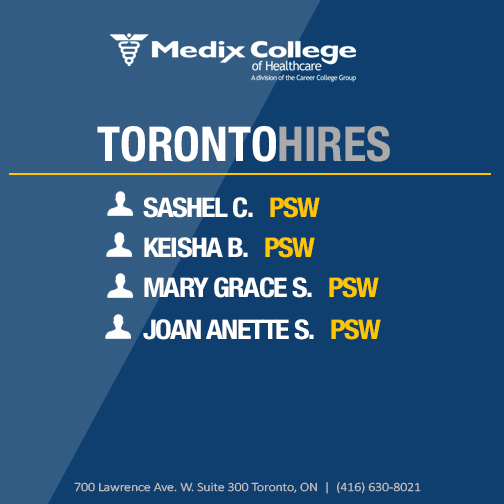 Medix College
of Healthcare
A division of the Career College Group
TORONTOHIRES
SASHEL C. PSW
KEISHA B. PSW
MARY GRACE S. PSW
JOAN ANETTE S. PSW
700 Lawrence Ave. W. Suite 300 Toronto, ON | (416) 630-8021